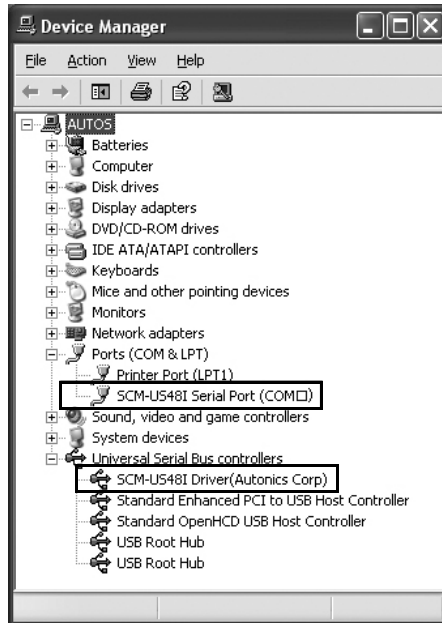 Device Manager
File Action View Help
AUTOS
Batteries
Computer
Disk drives
Display adapters
DVD/CD-ROM drives
IDE ATA/ATAPI controllers
Keyboards
Mice and other pointing devices
Monitors
Network adapters
Ports (COM & LPT)
Printer Port (LPT1)
SCM-US48I Serial Port (COM□)
Sound, video and game controllers
System devices
Universal Serial Bus controllers
SCM-US48I Driver(Autonics Corp)
Standard Enhanced PCI to USB Host Controller
Standard OpenHCD USB Host Controller
USB Root Hub
USB Root Hub